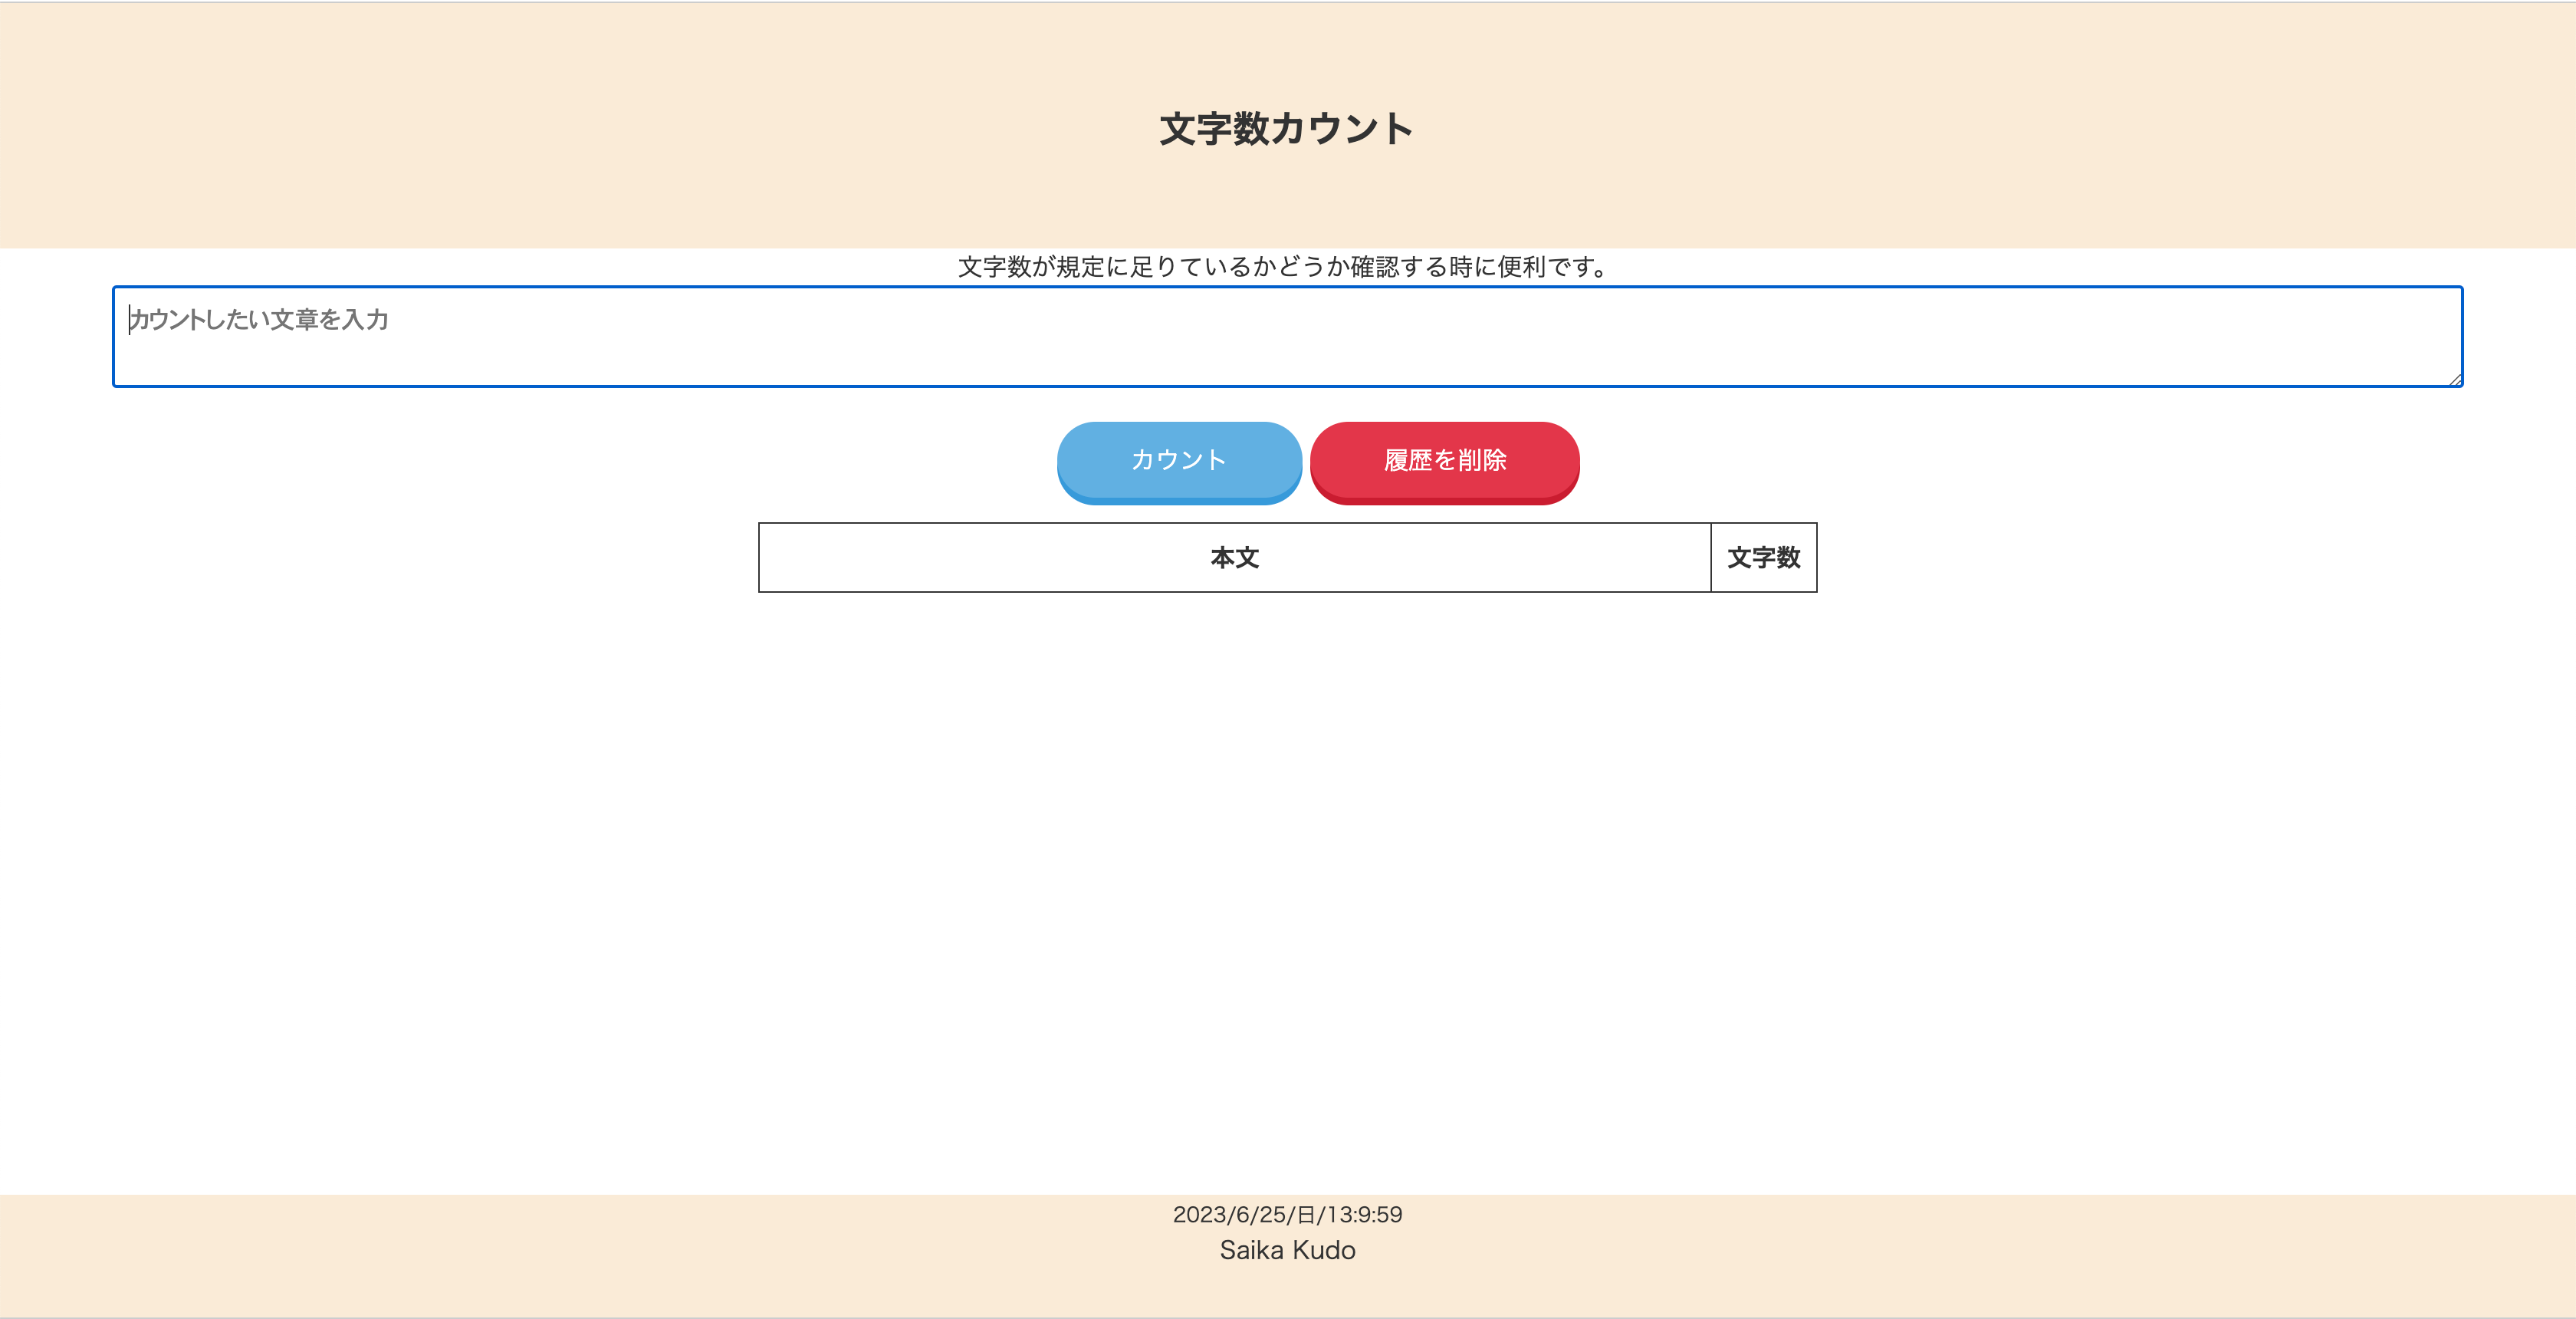 文字数カウント
文字数が規定に足りているかどうか確認する時に便利です。
カウントしたい文章を入力
カウント 履歴を削除
本文 文字数
2023/6/25/日/13:9:59
Saika Kudo